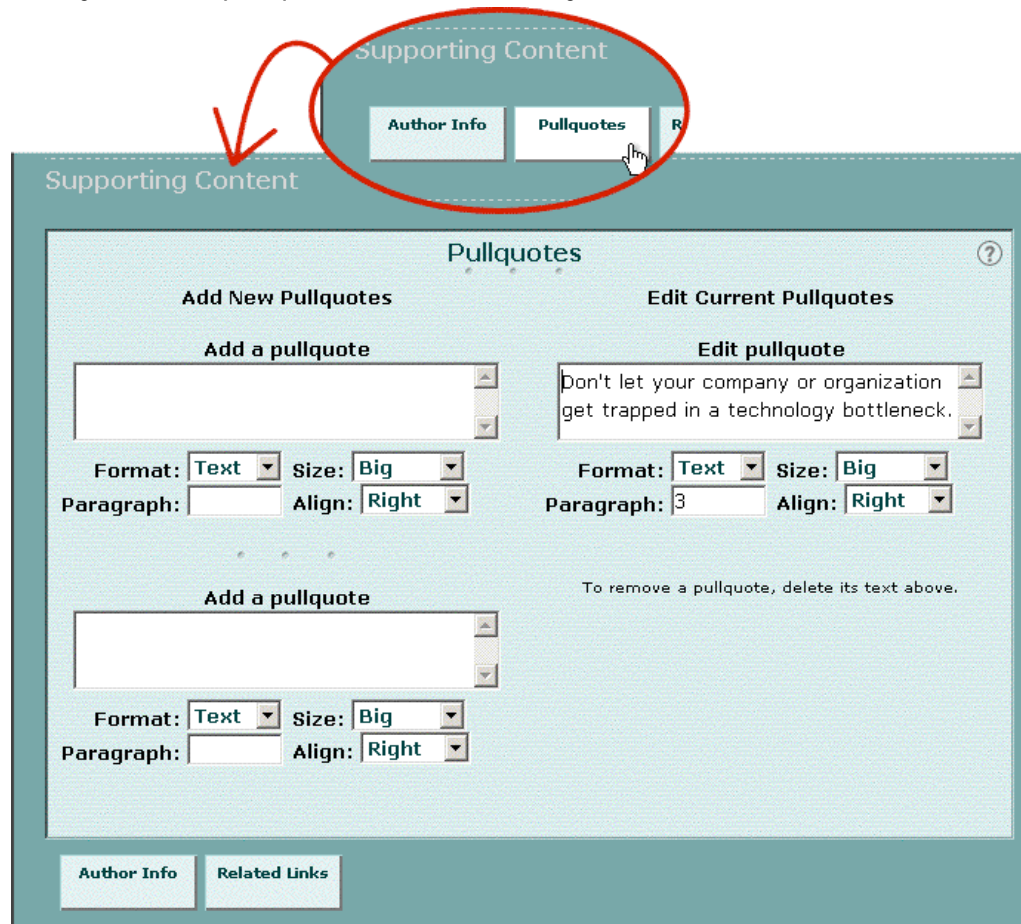 Supporting Content
Author Info
Pullquotes
R
Supporting Content
Pullquotes
?
Add New Pullquotes
Add a pullquote
Format: Text Size: Big
Paragraph: Align: Right
Add a pullquote
Format: Text Size: Big
Paragraph: Align: Right
Edit Current Pullquotes
Edit pullquote
Don't let your company or organization
get trapped in a technology bottleneck.
Format: Text Size: Big
Paragraph: 3 Align: Right
To remove a pullquote, delete its text above.
Author Info
Related Links